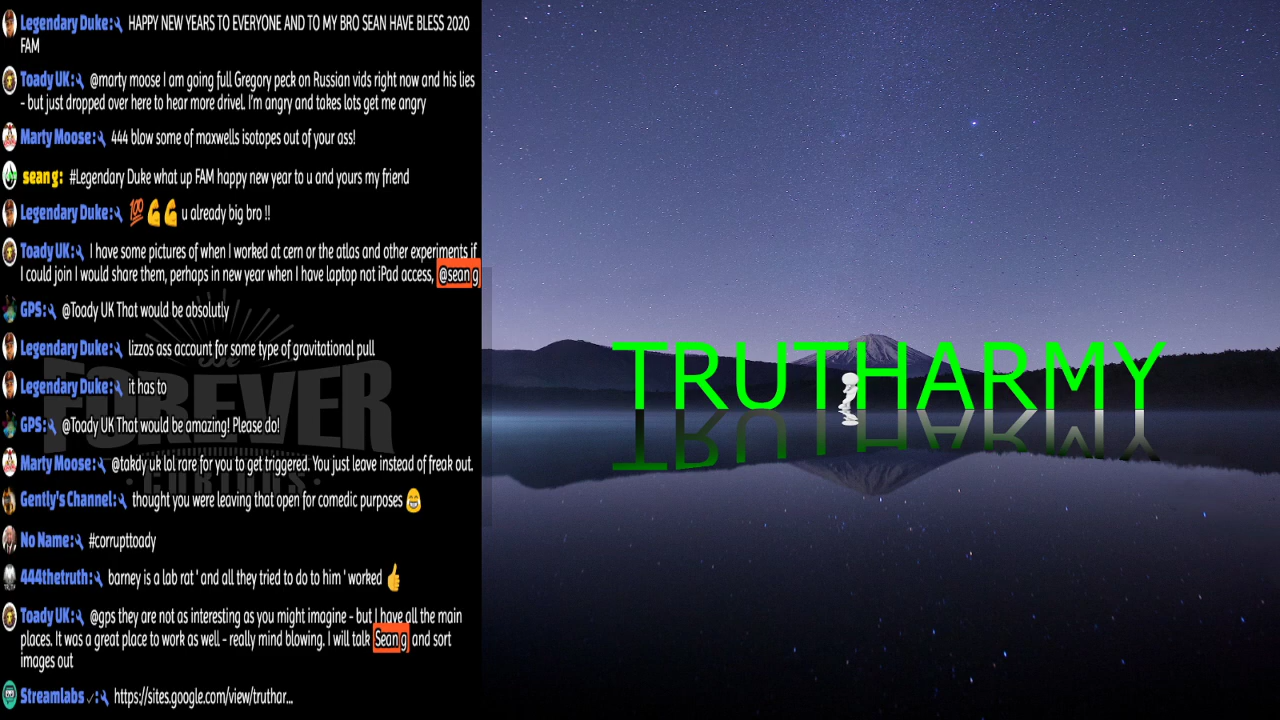 Legendary Duke: HAPPY NEW YEARS TO EVERYONE AND TO MY BRO SEAN HAVE BLESS 2020
FAM
Toady UK: @marty moose I am going full Gregory peck on Russian vids right now and his lies
- but just dropped over here to hear more drivel. I'm angry and takes lots get me angry
Marty Moose: 444 blow some of maxwells isotopes out of your ass!
sean g: #Legendary Duke what up FAM happy new year to u and yours my friend
Legendary Duke: 💯💪💪 u already big bro !!
Toady UK: I have some pictures of when I worked at cern or the atlas and other experiments if
I could join I would share them, perhaps in new year when I have laptop not iPad access, @sean g
GPS: @Toady UK That would be absolutly
Legendary Duke: lizzos ass account for some type of gravitational pull
Legendary Duke: it has to
GPS: @Toady UK That would be amazing! Please do!
Marty Moose: @takdy uk lol rare for you to get triggered. You just leave instead of freak out.
Gently's Channel: thought you were leaving that open for comedic purposes 😂
No Name: #corrupttoady
444thetruth: barney is a lab rat ' and all they tried to do to him ' worked 👍
Toady UK: @gps they are not as interesting as you might imagine - but I have all the main
places. It was a great place to work as well - really mind blowing. I will talk Sean g and sort
images out
Streamlabs ✓: https://sites.google.com/view/truthar...
FOREVER
CURIOUS
TRUTHARMY